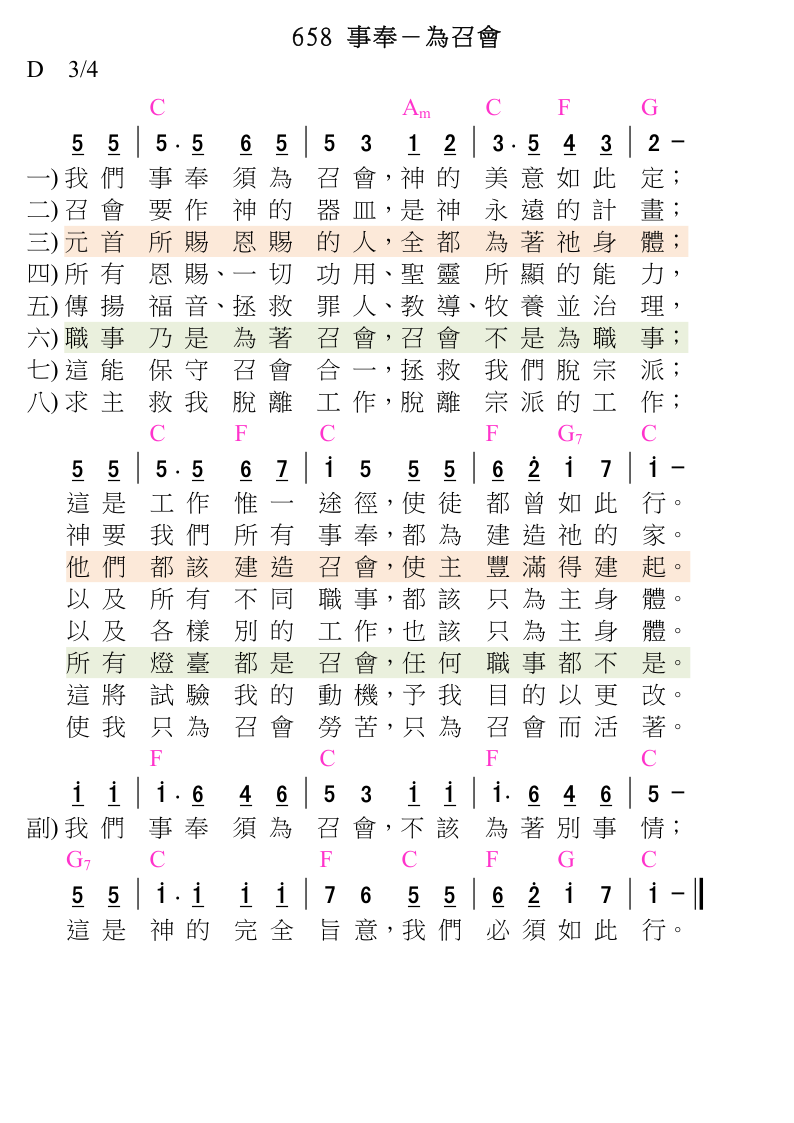 658 事奉－為召會
D 3/4
C Am C F G
5 5 | 5 · 5 6 5 | 5 3 1 2 | 3 · 5 4 3 | 2 －
一) 我們事奉須為召會，神的美意如此定；
二) 召會要作神的器皿，是神永遠的計畫；
三) 元首所賜恩賜的人，全都為著祂身體；
四) 所有恩賜、一切功用、聖靈所顯的能力，
五) 傳揚福音、拯救罪人、教導、牧養並治理，
六) 職事乃是為著召會，召會不是為職事；
七) 這能保守召會合一，拯救我們脫宗派；
八) 求主救我脫離工作，脫離宗派的工作；
C F C F G7 C
5 5 | 5 · 5 6 7 | i 5 5 5 | 6 2̇ i 7 | i －
這是工作惟一途徑，使徒都曾如此行。
神要我們所有事奉，都為建造祂的家。
他們都該建造召會，使主豐滿得建起。
以及所有不同職事，都該只為主身體。
以及各樣別的工作，也該只為主身體。
所有燈臺都是召會，任何職事都不是。
這將試驗我的動機，予我目的以更改。
使我只為召會勞苦，只為召會而活著。
F C F C
i i | i · 6 4 6 | 5 3 i i | i · 6 4 6 | 5 －
副) 我們事奉須為召會，不該為著別事情；
G7 C F C F G C
5 5 | i · i i i | 7 6 5 5 | 6 2̇ i 7 | i － ||
這是神的完全旨意，我們必須如此行。